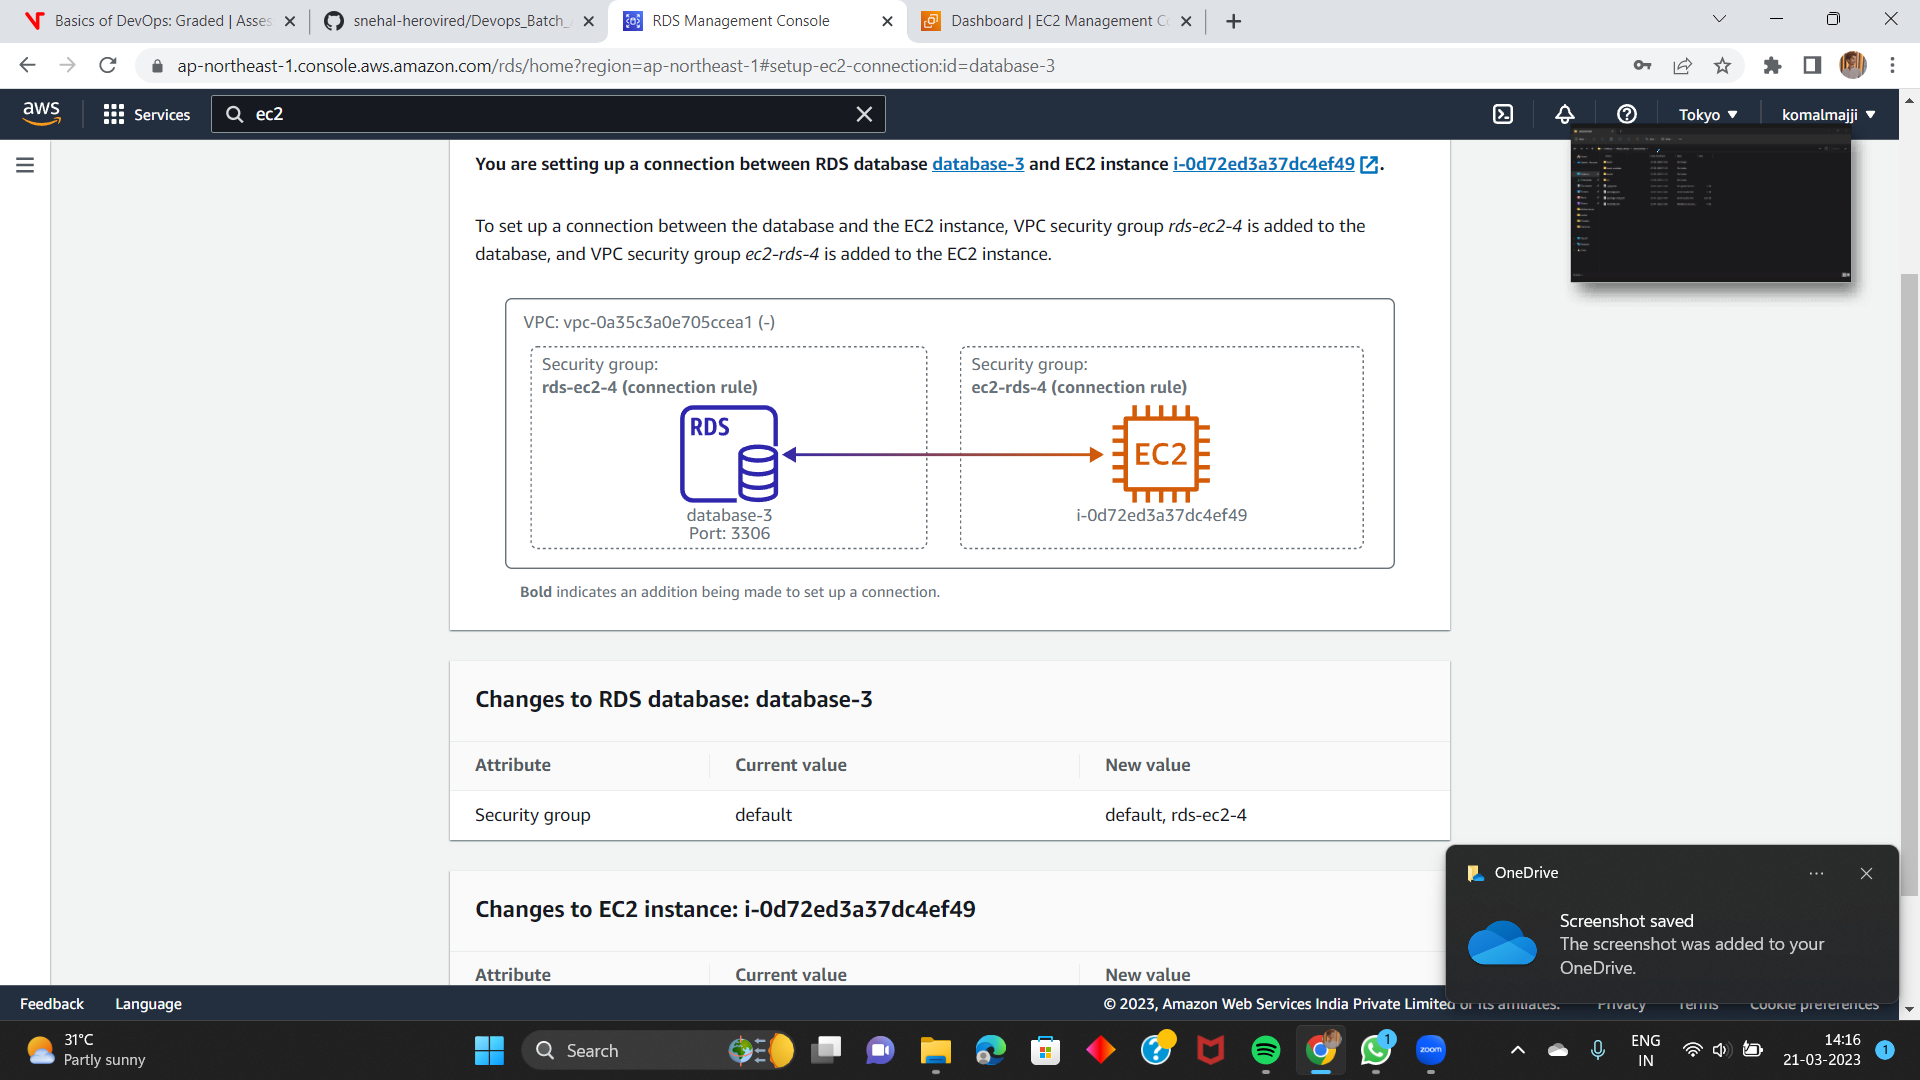 Basics of DevOps: Graded | Asses
snehal-herovired/Devops_Batch_
RDS Management Console
Dashboard | EC2 Management Co
ap-northeast-1.console.aws.amazon.com/rds/home?region=ap-northeast-1#setup-ec2-connection:id=database-3
aws
Services
ec2
Tokyo
komalmajji
You are setting up a connection between RDS database database-3 and EC2 instance i-0d72ed3a37dc4ef49.
To set up a connection between the database and the EC2 instance, VPC security group rds-ec2-4 is added to the
database, and VPC security group ec2-rds-4 is added to the EC2 instance.
VPC: vpc-0a35c3a0e705ccea1 (-)
Security group:
rds-ec2-4 (connection rule)
RDS
database-3
Port: 3306
Security group:
ec2-rds-4 (connection rule)
EC2
i-0d72ed3a37dc4ef49
Bold indicates an addition being made to set up a connection.
Changes to RDS database: database-3
Attribute
Current value
New value
Security group
default
default, rds-ec2-4
Changes to EC2 instance: i-0d72ed3a37dc4ef49
Attribute
Current value
New value
OneDrive
Screenshot saved
The screenshot was added to your
OneDrive.
Feedback
Language
© 2023, Amazon Web Services India Private Limited or its affiliates.
Privacy
Terms
Cookie preferences
31°C
Partly sunny
Search
1
zoom
ENG
IN
14:16
21-03-2023
1